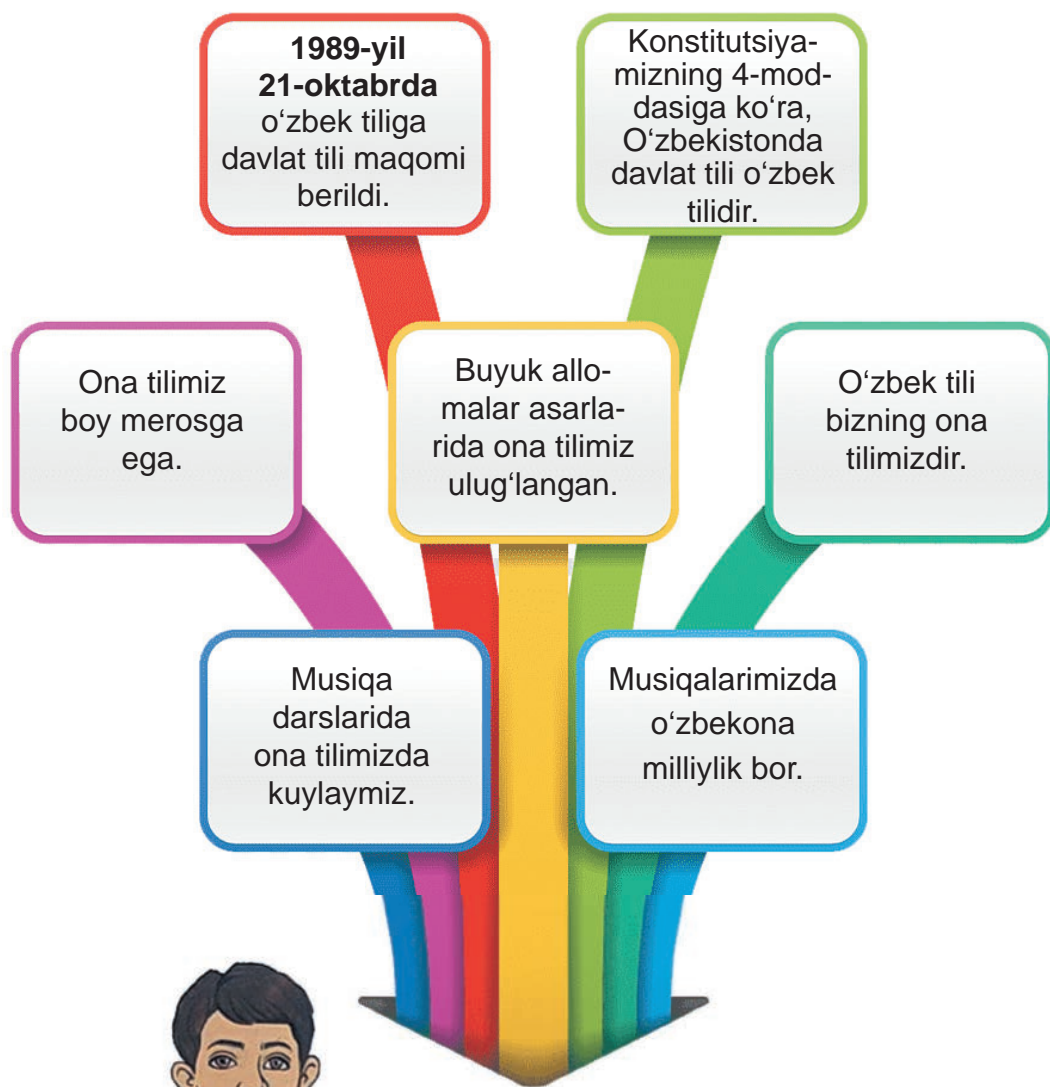 1989-yil
21-oktabrda
o‘zbek tiliga
davlat tili maqomi
berildi.
Konstitutsiya-
mizning 4-mod-
dasiga ko‘ra,
O‘zbekistonda
davlat tili o‘zbek
tilidir.
Ona tilimiz
boy merosga
ega.
Buyuk allo-
malar asarla-
rida ona tilimiz
ulug‘langan.
O‘zbek tili
bizning ona
tilimizdir.
Musiqa
darslarida
ona tilimizda
kuylaymiz.
Musiqalarimizda
o‘zbekona
milliylik bor.